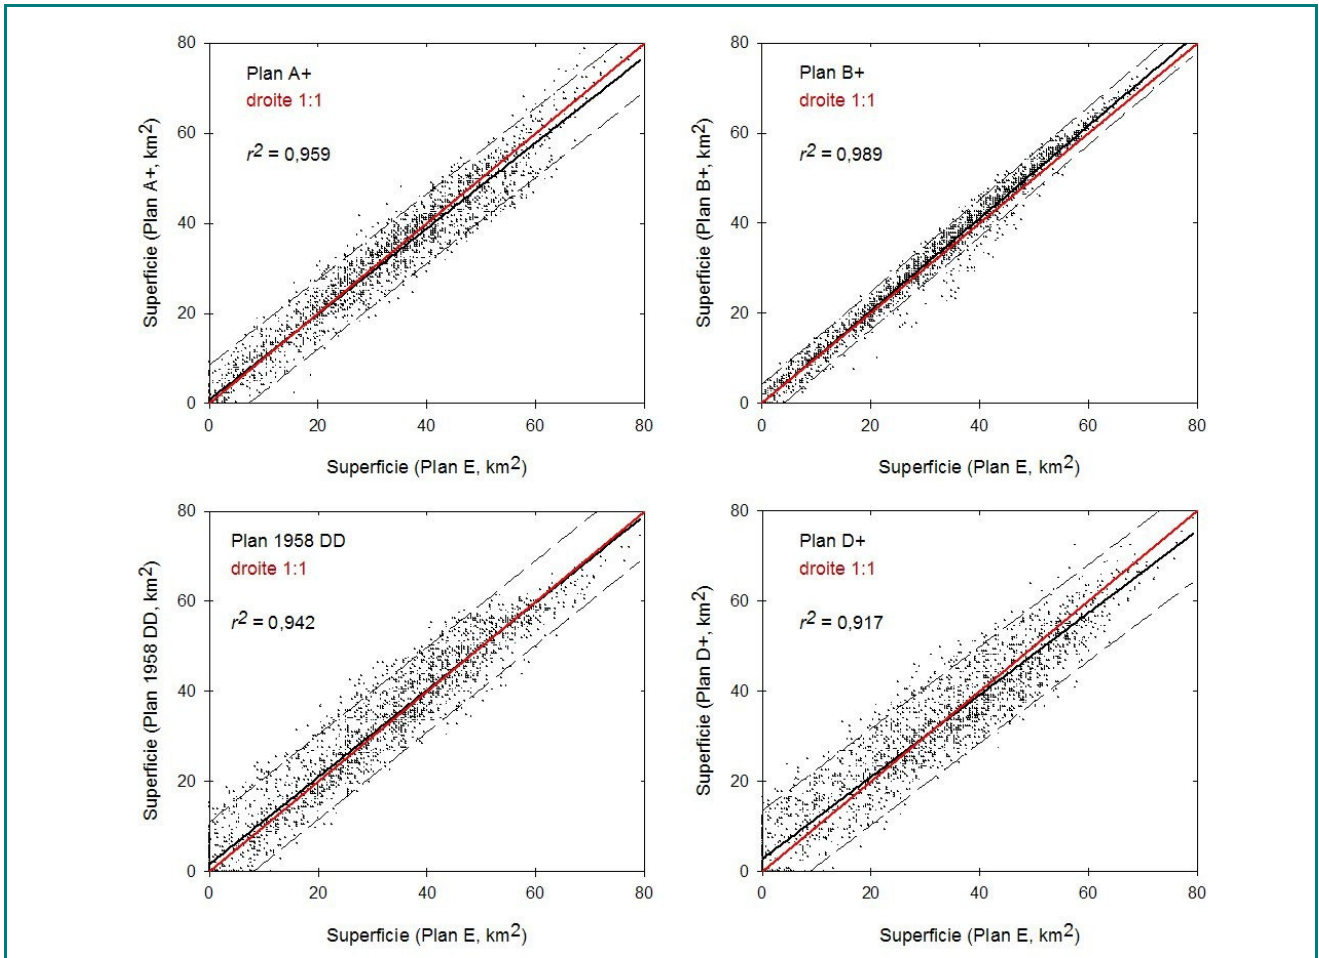 80
Plan A+
droite 1:1
60
r2 = 0,959
40
20
0
Superficie (Plan A+, km2)
0 20 40 60 80
Superficie (Plan E, km2)
80
Plan B+
droite 1:1
60
r2 = 0,989
40
20
0
Superficie (Plan B+, km2)
0 20 40 60 80
Superficie (Plan E, km2)
80
Plan 1958 DD
droite 1:1
60
r2 = 0,942
40
20
0
Superficie (Plan 1958 DD, km2)
0 20 40 60 80
Superficie (Plan E, km2)
80
Plan D+
droite 1:1
60
r2 = 0,917
40
20
0
Superficie (Plan D+, km2)
0 20 40 60 80
Superficie (Plan E, km2)